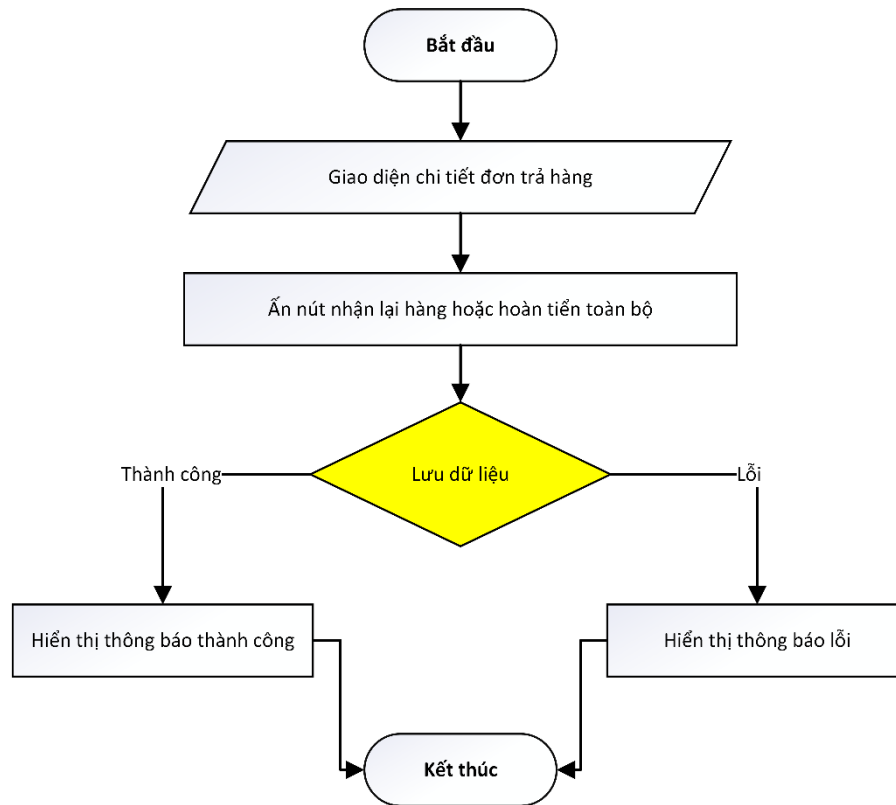 Bắt đầu
Giao diện chi tiết đơn trả hàng
Ấn nút nhận lại hàng hoặc hoàn tiển toàn bộ
Lưu dữ liệu
Thành công
Lỗi
Hiển thị thông báo thành công
Hiển thị thông báo lỗi
Kết thúc